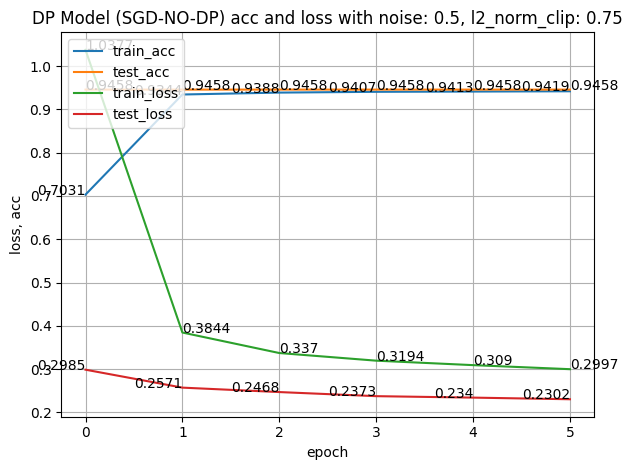 DP Model (SGD-NO-DP) acc and loss with noise: 0.5, l2_norm_clip: 0.75
1.0
0.9
0.8
0.7
0.6
0.5
0.4
0.3
0.2
loss, acc
train_acc
test_acc
train_loss
test_loss
1.0377
0.9458
0.9458 0.9388 0.9458 0.9407 0.9458 0.9413 0.9458 0.9419 0.9458
0.7031
0.3844
0.337
0.3194
0.309
0.2997
0.2985
0.2571
0.2468
0.2373
0.234
0.2302
0 1 2 3 4 5
epoch